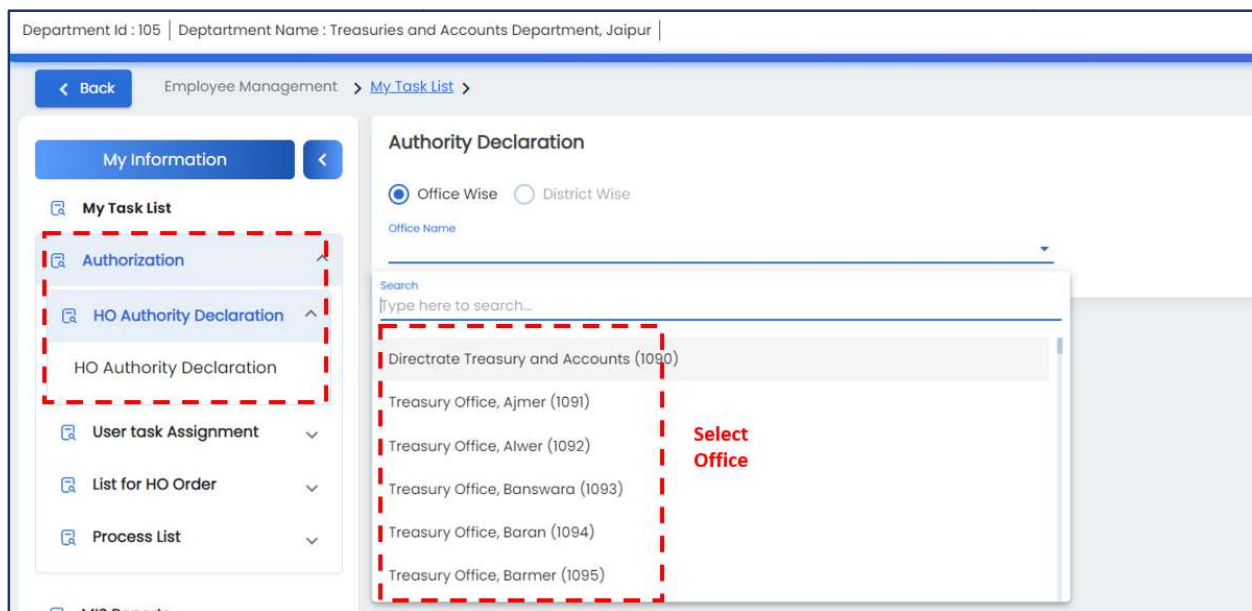 Department Id : 105 | Deptartment Name : Treasuries and Accounts Department, Jaipur |
Back
Employee Management > My Task List >
My Information
My Task List
Authorization
HO Authority Declaration
HO Authority Declaration
User task Assignment
List for HO Order
Process List
MIS Reports
Authority Declaration
Office Wise District Wise
Office Name
Search
Type here to search...
Directrate Treasury and Accounts (1090)
Treasury Office, Ajmer (1091)
Treasury Office, Alwer (1092)
Treasury Office, Banswara (1093)
Treasury Office, Baran (1094)
Treasury Office, Barmer (1095)
Select
Office